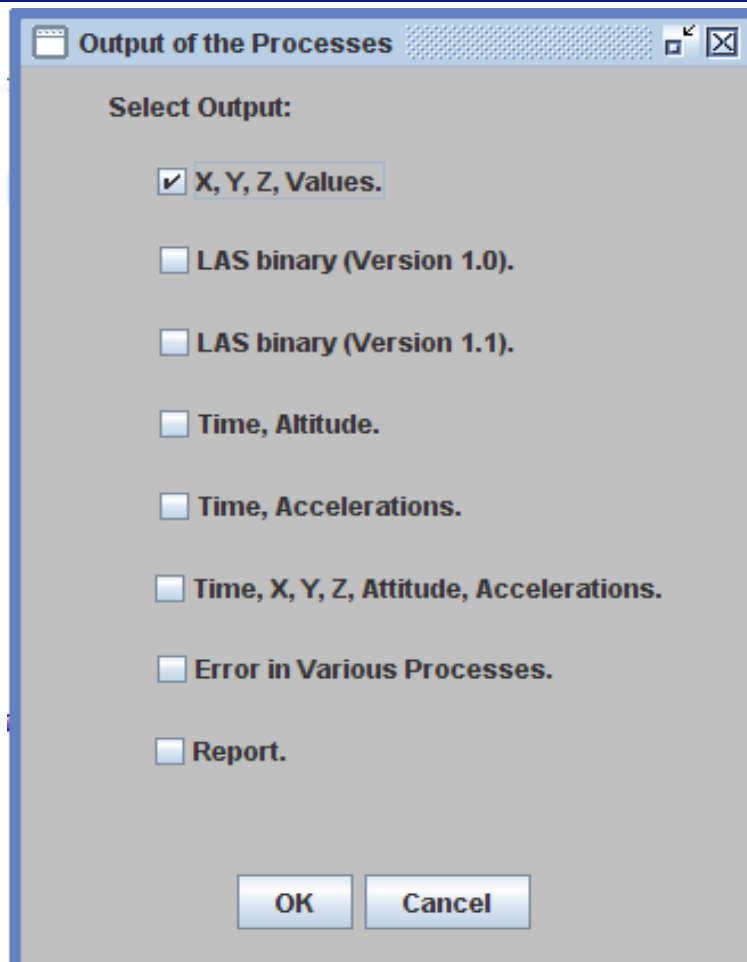 Output of the Processes
Select Output:
X, Y, Z, Values.
LAS binary (Version 1.0).
LAS binary (Version 1.1).
Time, Altitude.
Time, Accelerations.
Time, X, Y, Z, Attitude, Accelerations.
Error in Various Processes.
Report.
OK Cancel